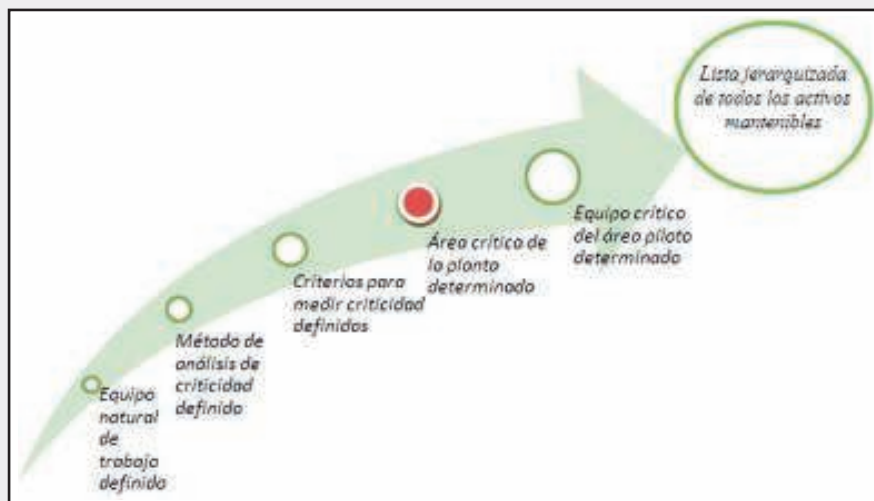 Lista jerarquizada
de todos los activos
mantenibles
Equipo crítico
del área piloto
determinado
Área crítica de
la planta
determinada
Criterios para
medir criticidad
definidos
Método de
análisis de
criticidad
definido
Equipo
natural
de
trabajo
definido